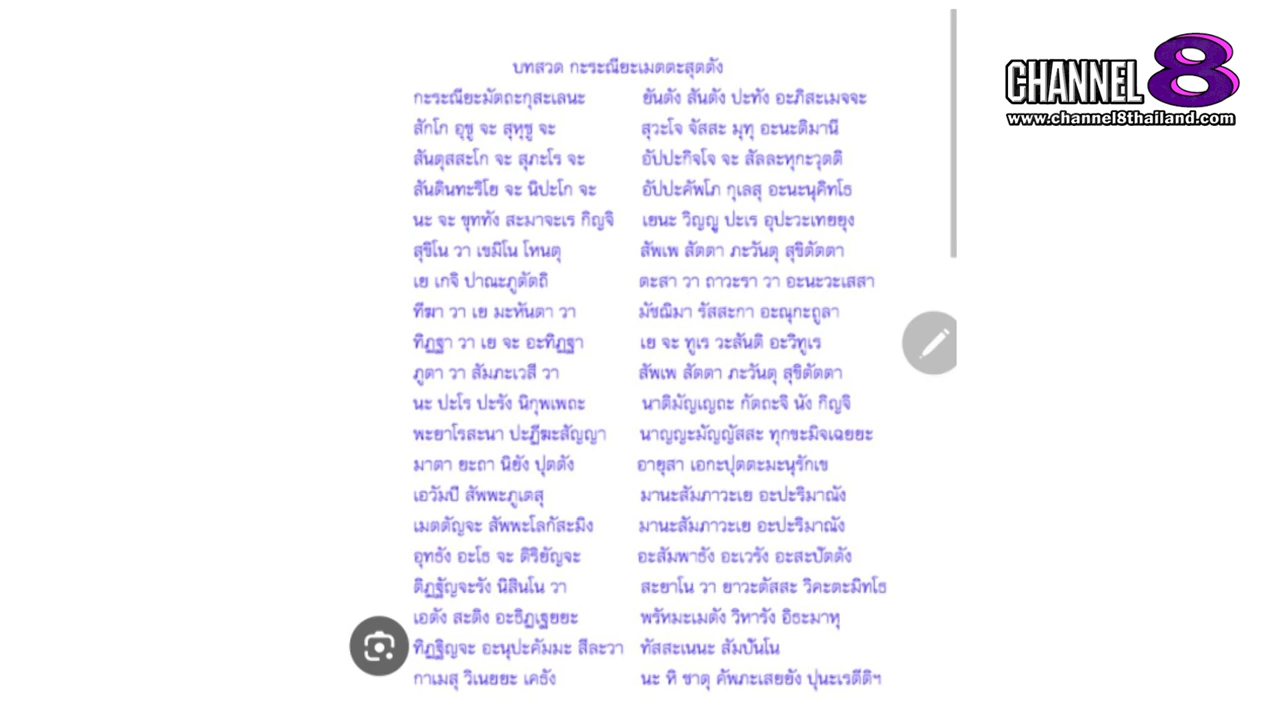 CHANNEL 8
www.channel8thailand.com
บทสวด กะระณียะเมตตะสุตตัง
กะระณียะมัตถะกุสะเลนะ ยันตัง สันตัง ปะทัง อะภิสะเมจจะ
สักโก อุชู จะ สุหุชู จะ สุวะโจ จัสสะ มุทุ อะนะติมานี
สันตุสสะโก จะ สุภะโร จะ อัปปะกิจโจ จะ สัลละหุกะวุตติ
สันตินทะริโย จะ นิปะโก จะ อัปปะคัพโภ กุเลสุ อะนะนุคิทโธ
นะ จะ ขุททัง สะมาจะเร กิญจิ เยนะ วิญญู ปะเร อุปะวะเทยยุง
สุขิโน วา เขมิโน โหนตุ สัพเพ สัตตา ภะวันตุ สุขิตัตตา
เย เกจิ ปาณะภูตัตถิ ตะสา วา ถาวะรา วา อะนะวะเสสา
ทีฆา วา เย มะหันตา วา มัชฌิมา รัสสะกา อะณุกะถูลา
ทิฏฐา วา เย จะ อะทิฏฐา เย จะ ทูเร วะสันติ อะวิทูเร
ภูตา วา สัมภะเวสี วา สัพเพ สัตตา ภะวันตุ สุขิตัตตา
นะ ปะโร ปะรัง นิกุพเพถะ นาติมัญเญถะ กัตถะจิ นัง กิญจิ
พะยาโรสะนา ปะฏีฆะสัญญา นาญญะมัญญัสสะ ทุกขะมิจเฉยยะ
มาตา ยะถา นิยัง ปุตตัง อายุสา เอกะปุตตะมะนุรักเข
เอวัมปี สัพพะภูเตสุ มานะสัมภาวะเย อะปะริมาณัง
เมตตัญจะ สัพพะโลกัสะมิง มานะสัมภาวะเย อะปะริมาณัง
อุทธัง อะโธ จะ ติริยัญจะ อะสัมพาธัง อะเวรัง อะสะปัตตัง
ติฏฐัญจะรัง นิสินโน วา สะยาโน วา ยาวะตัสสะ วิคะตะมิทโธ
เอตัง สะติง อะธิฏเฐยยะ พรัหมะเมตัง วิหารัง อิธะมาหุ
ทิฏฐิญจะ อะนุปะคัมมะ สีละวา ทัสสะเนนะ สัมปันโน
กาเมสุ วิเนยยะ เคธัง นะ หิ ชาตุ คัพภะเสยยัง ปุนะเรตีติฯ